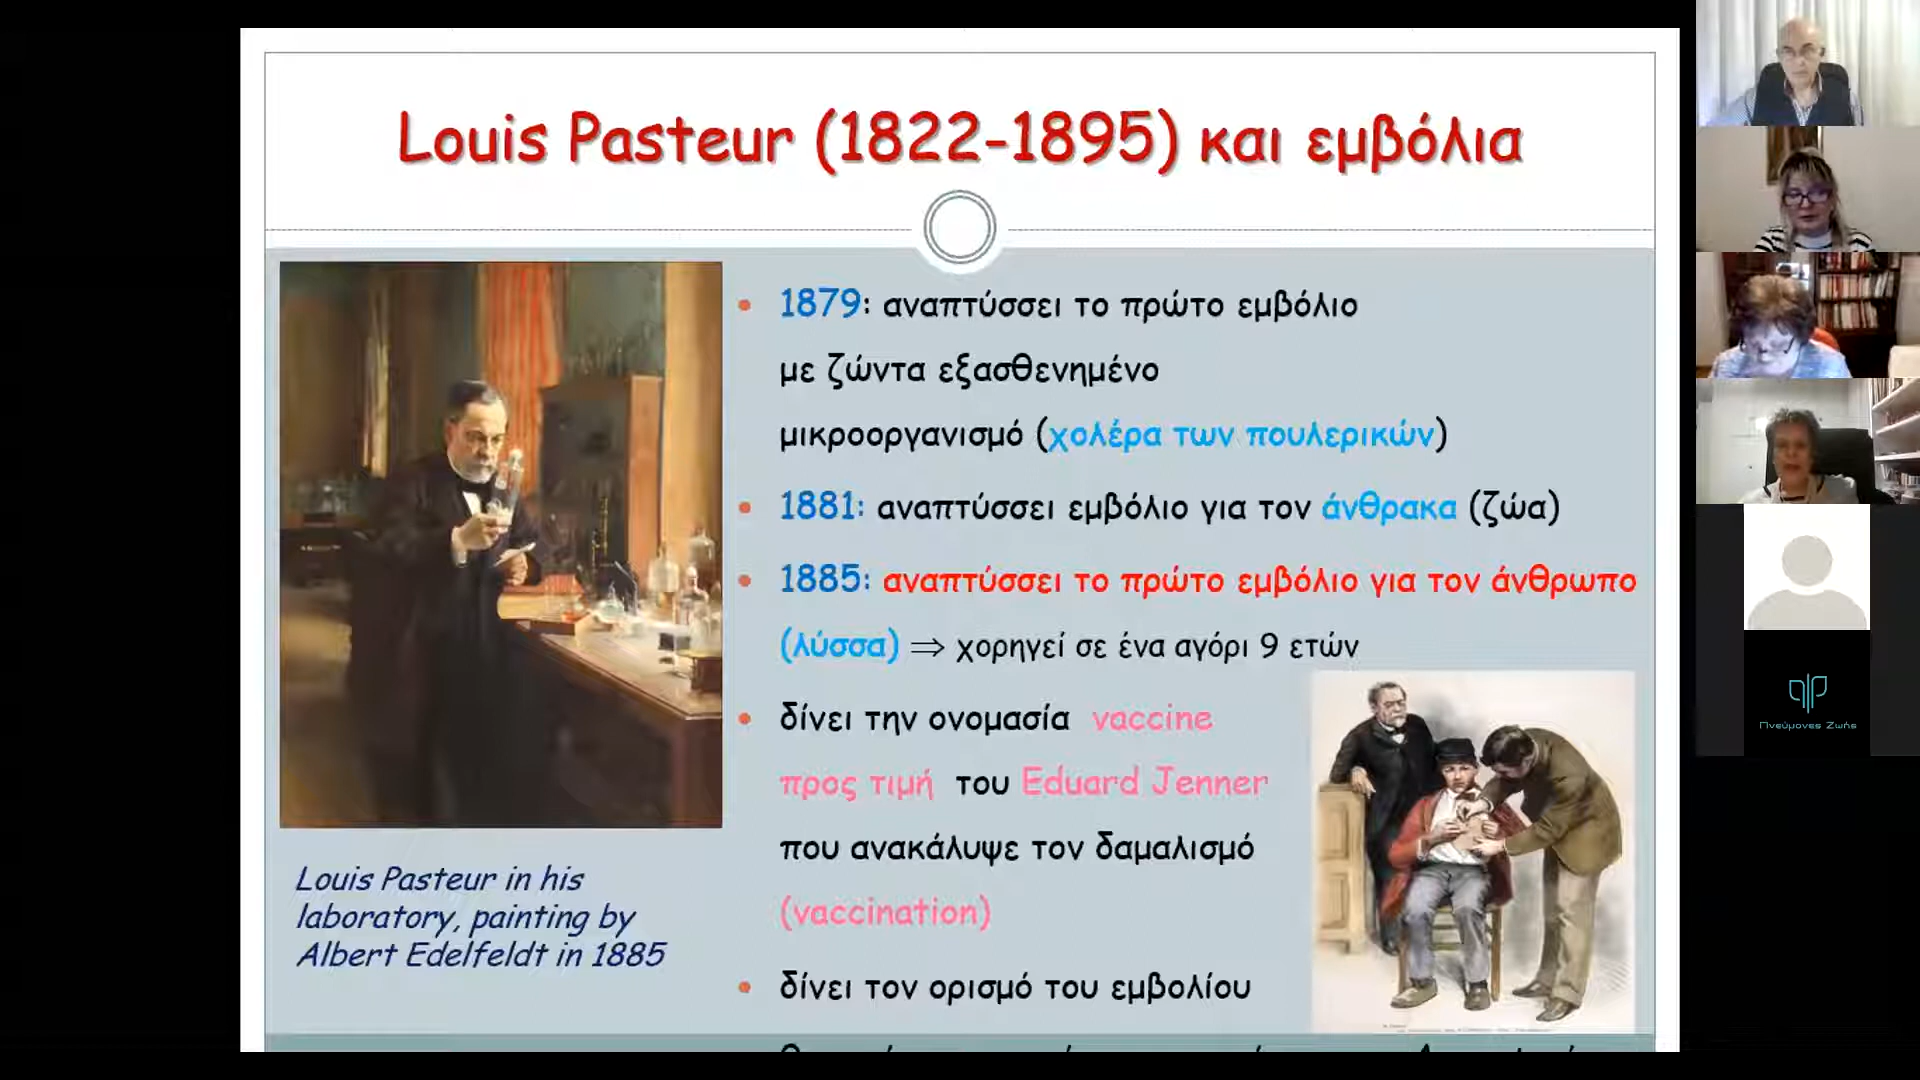 Louis Pasteur (1822-1895) και εμβόλια
• 1879: αναπτύσσει το πρώτο εμβόλιο
με ζώντα εξασθενημένο
μικροοργανισμό (χολέρα των πουλερικών)
• 1881: αναπτύσσει εμβόλιο για τον άνθρακα (ζώα)
• 1885: αναπτύσσει το πρώτο εμβόλιο για τον άνθρωπο
(λύσσα) ⇒ χορηγεί σε ένα αγόρι 9 ετών
• δίνει την ονομασία vaccine
προς τιμή του Eduard Jenner
που ανακάλυψε τον δαμαλισμό
(vaccination)
• δίνει τον ορισμό του εμβολίου
Louis Pasteur in his
laboratory, painting by
Albert Edelfeldt in 1885
Πνεύμονες Ζωής